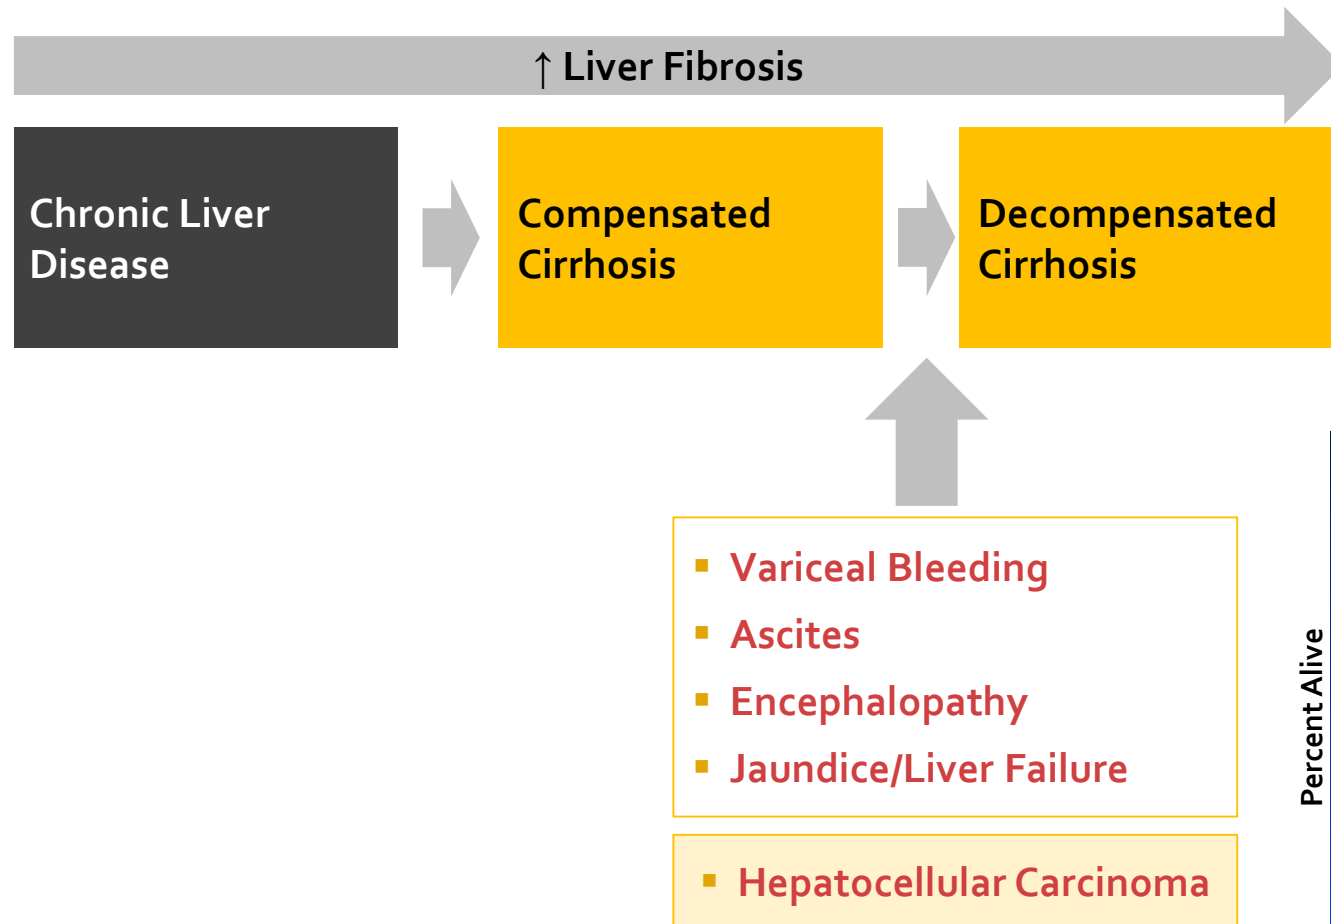 ↑ Liver Fibrosis
Chronic Liver
Disease
Compensated
Cirrhosis
Decompensated
Cirrhosis
▪ Variceal Bleeding
▪ Ascites
▪ Encephalopathy
▪ Jaundice/Liver Failure
▪ Hepatocellular Carcinoma
Percent Alive